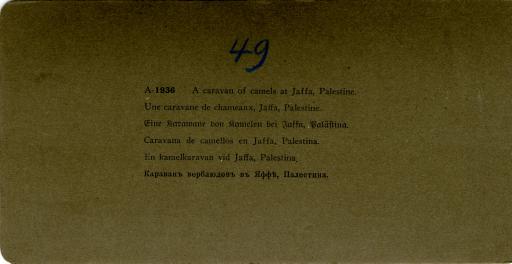 49
A-1936 A caravan of camels at Jaffa, Palestine.
Une caravane de chameaux, Jaffa, Palestine.
Eine Karawane von Kamelen bei Jaffa, Palästina.
Caravana de camellos en Jaffa, Palestina.
En kamelkaravan vid Jaffa, Palestina.
Караванъ верблюдовъ въ Яффѣ, Палестина.